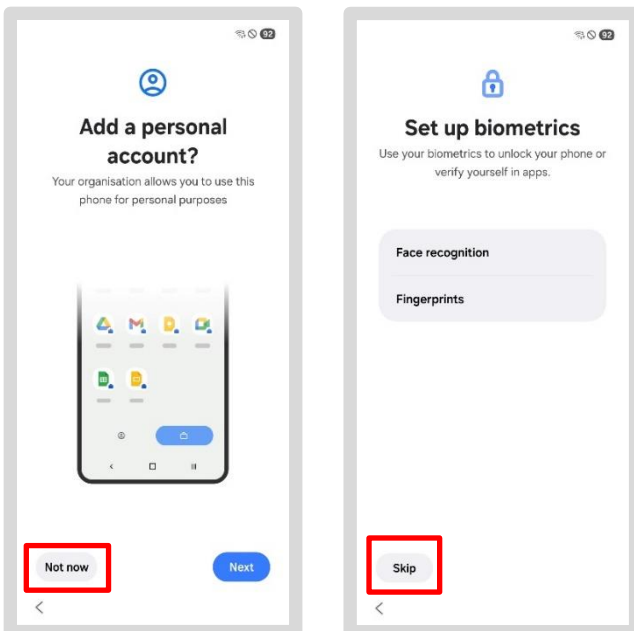 92
Add a personal
account?
Your organisation allows you to use this
phone for personal purposes
Not now
Next
92
Set up biometrics
Use your biometrics to unlock your phone or
verify yourself in apps.
Face recognition
Fingerprints
Skip